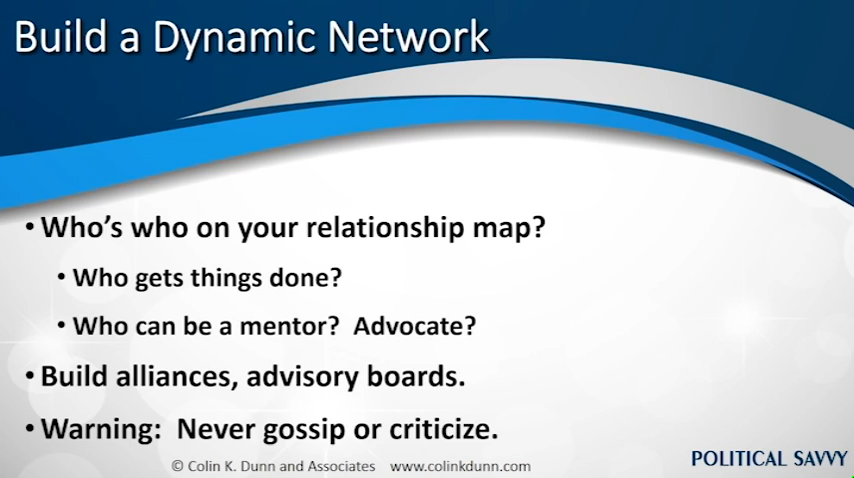 Build a Dynamic Network
• Who's who on your relationship map?
• Who gets things done?
• Who can be a mentor?  Advocate?
• Build alliances, advisory boards.
• Warning:  Never gossip or criticize.
© Colin K. Dunn and Associates    www.colinkdunn.com
POLITICAL SAVVY